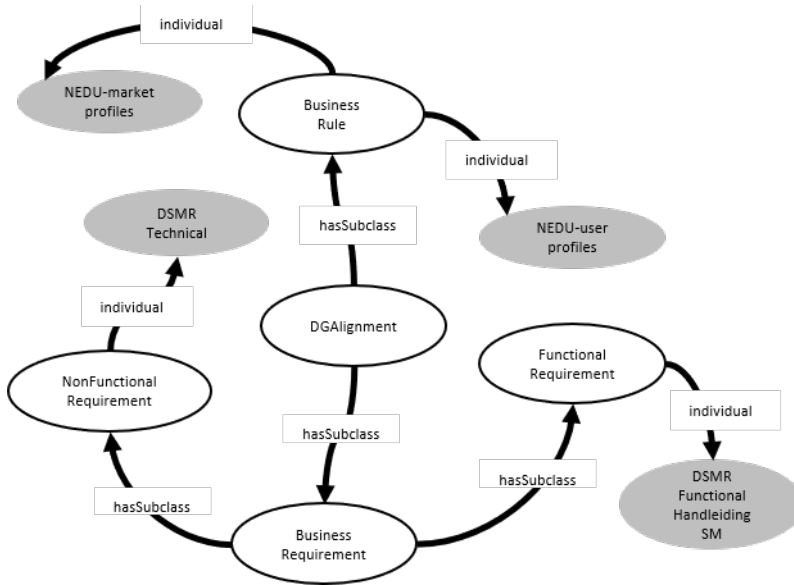 individual
NEDU-market
profiles
Business
Rule
individual
DSMR
Technical
hasSubclass
NEDU-user
profiles
individual
DGAlignment
Functional
Requirement
NonFunctional
Requirement
individual
hasSubclass
hasSubclass
hasSubclass
DSMR
Functional
Handleiding
SM
Business
Requirement